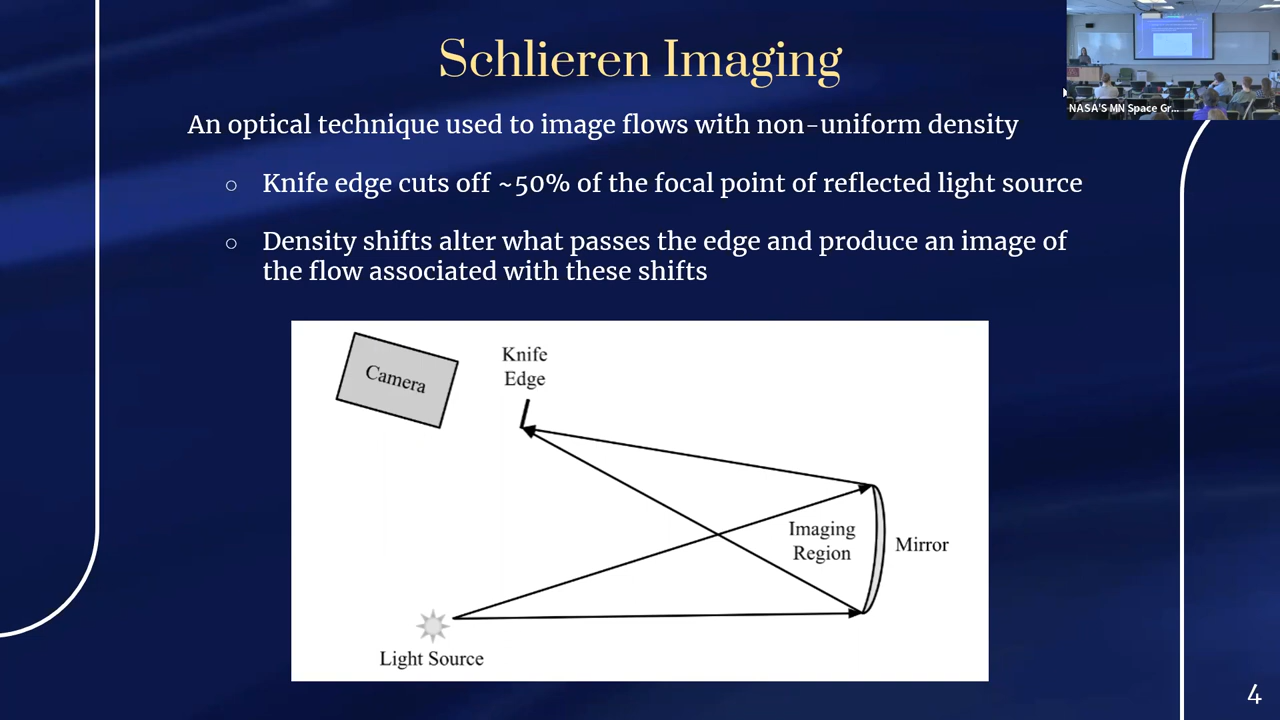 Schlieren Imaging
NASA'S MN Space Gr...
An optical technique used to image flows with non-uniform density
○ Knife edge cuts off ~50% of the focal point of reflected light source
○ Density shifts alter what passes the edge and produce an image of
the flow associated with these shifts
Camera
Knife
Edge
Imaging
Region
Mirror
Light Source
4